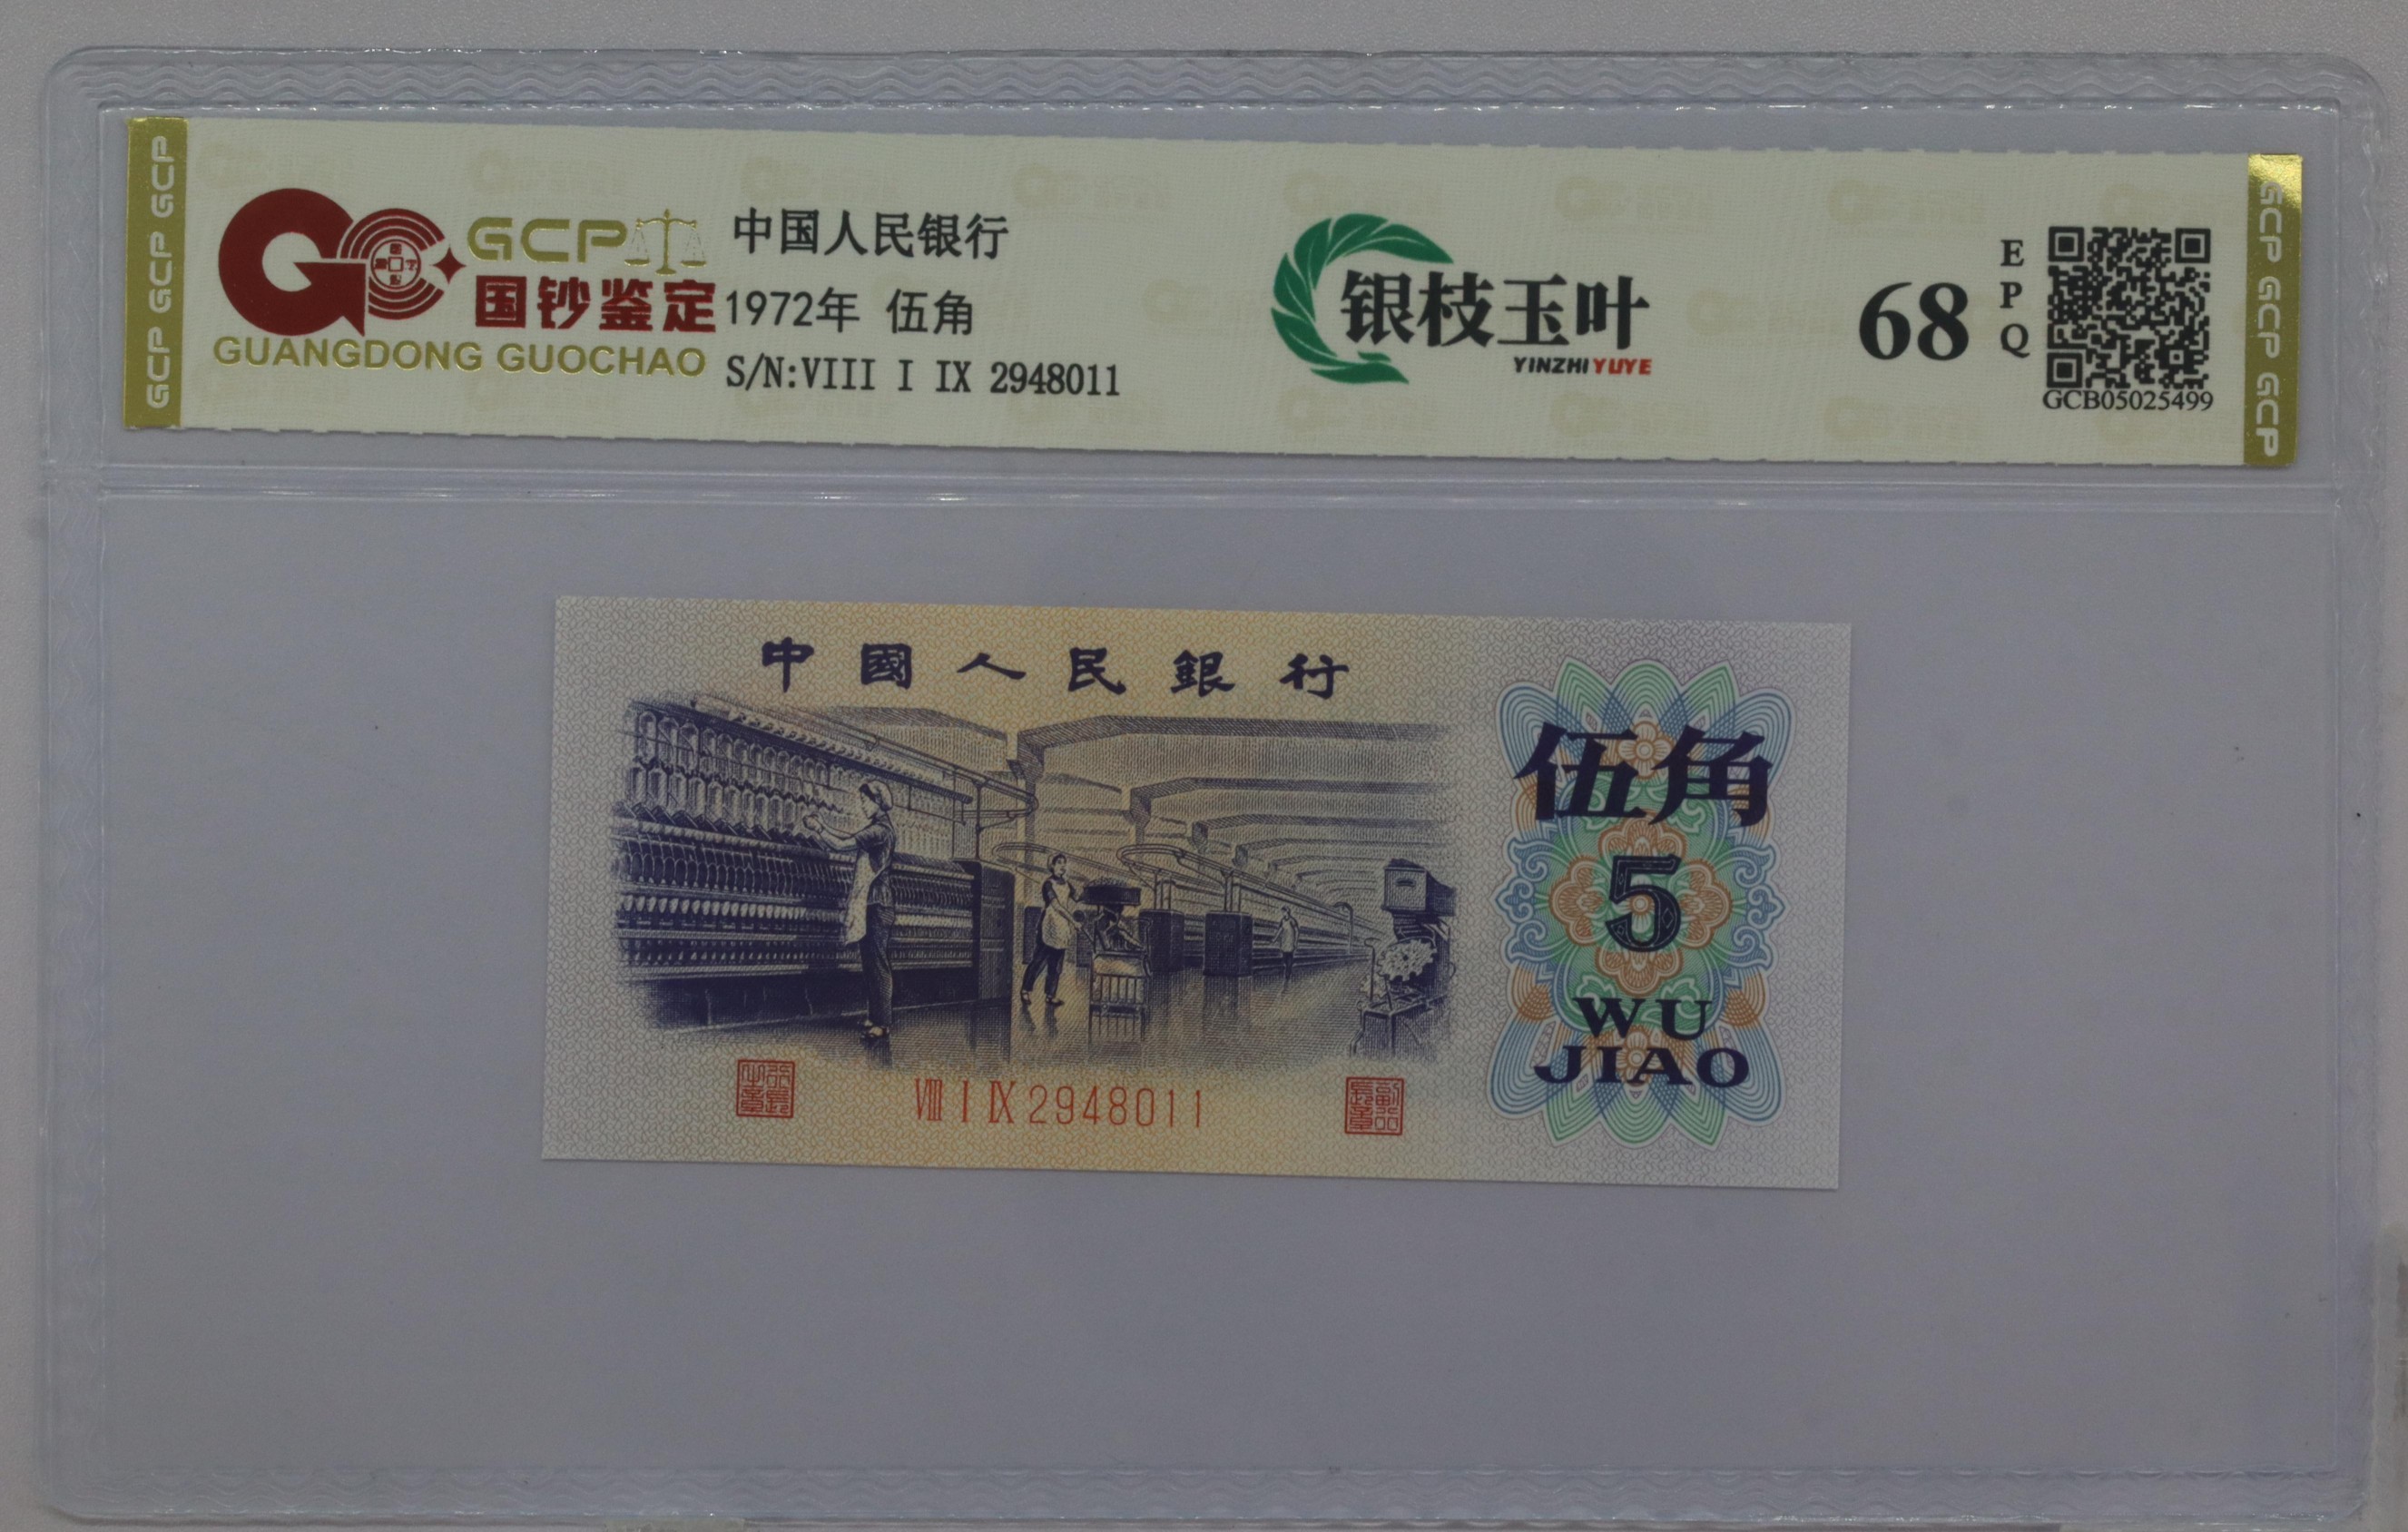 GCP GCP GCP
GCP
国钞鉴定
GUANGDONG GUOCHAO
中国人民银行
1972年 伍角
S/N:VIII I IX 2948011
银枝玉叶
YINZHIYUYE
68
EPQ
GCB05025499
GCP GCP GCP
中國人民銀行
伍角
5
WU
JIAO
VIII I IX 2948011